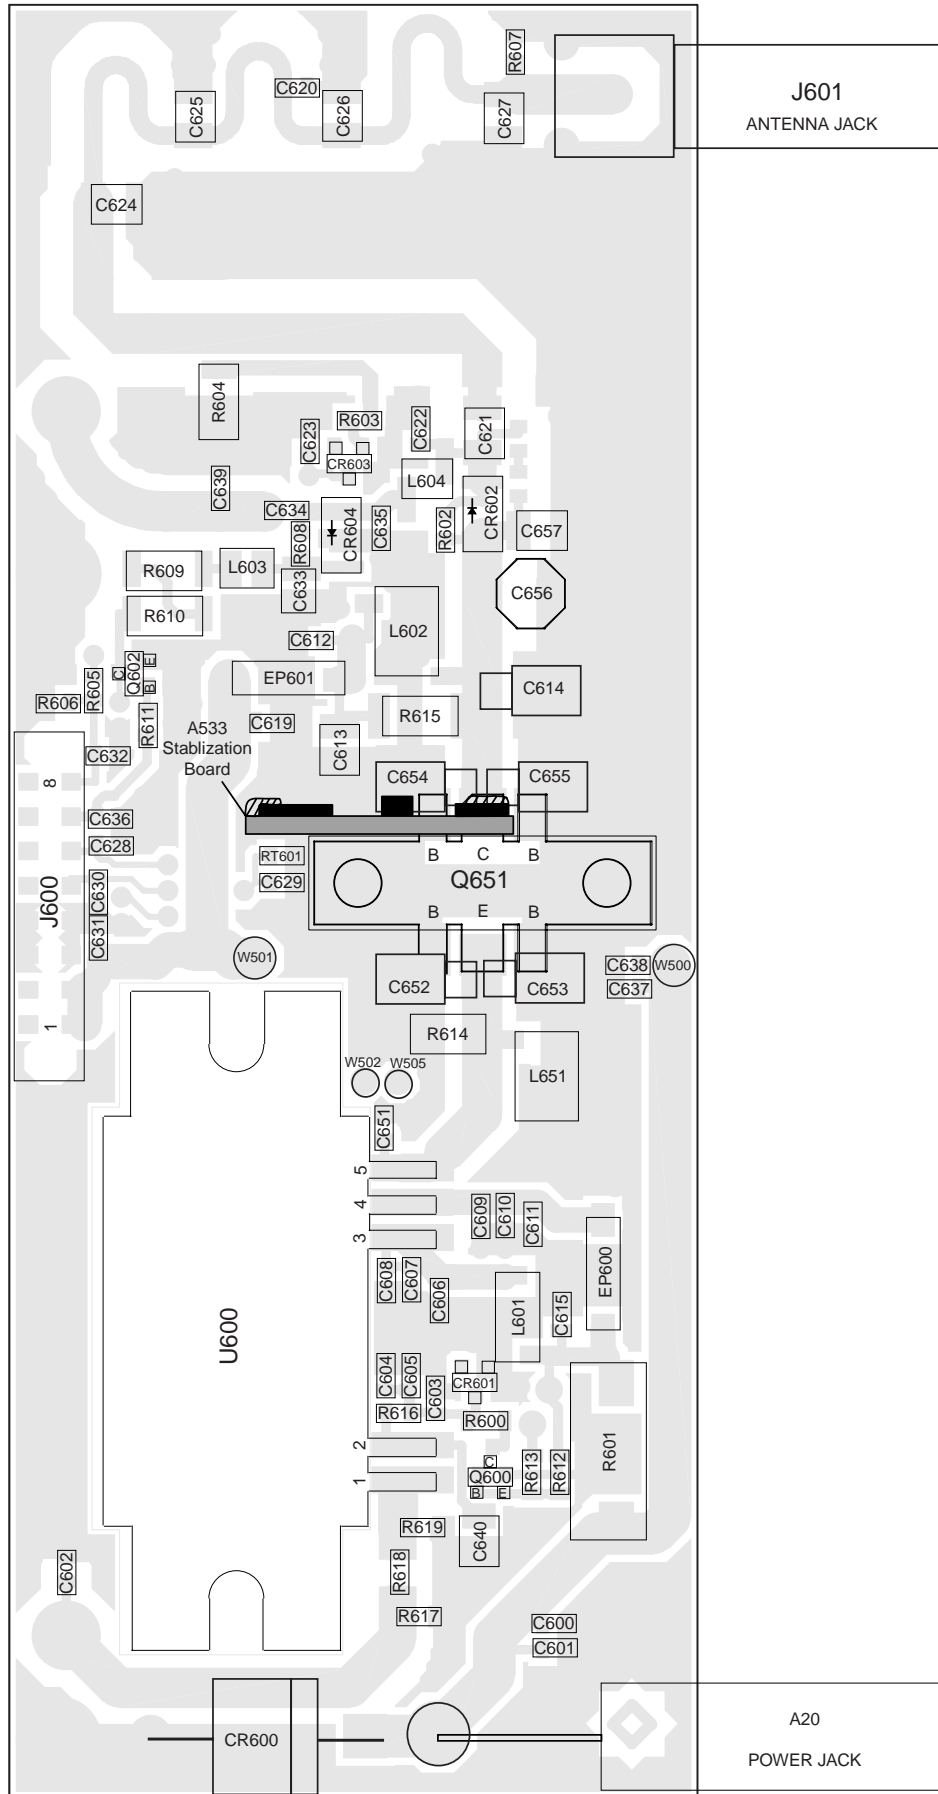 R607
J601
ANTENNA JACK
C620
C625
C626
C627
C624
R604
R603
C622
C621
C623
CR603
L604
C639
CR602
C634
CR604
C635
R602
C657
R608
L603
R609
C633
C656
R610
L602
C612
Q602
C
E
B
EP601
C614
R605
R606
R611
C619
R615
A533
Stablization
Board
C613
C632
8
C654
C655
C636
C628
RT601
B
C
B
C629
Q651
C630
J600
B
E
B
C631
W501
C638
W500
C652
C653
C637
1
R614
W502
W505
L651
C651
5
4
3
C609
C610
C611
C608
C607
C606
EP600
L601
C615
U600
C604
C605
C603
CR601
R616
R600
R601
2
1
C
Q600
B
E
R613
R612
R619
C640
C602
R618
R617
C600
C601
CR600
A20
POWER JACK